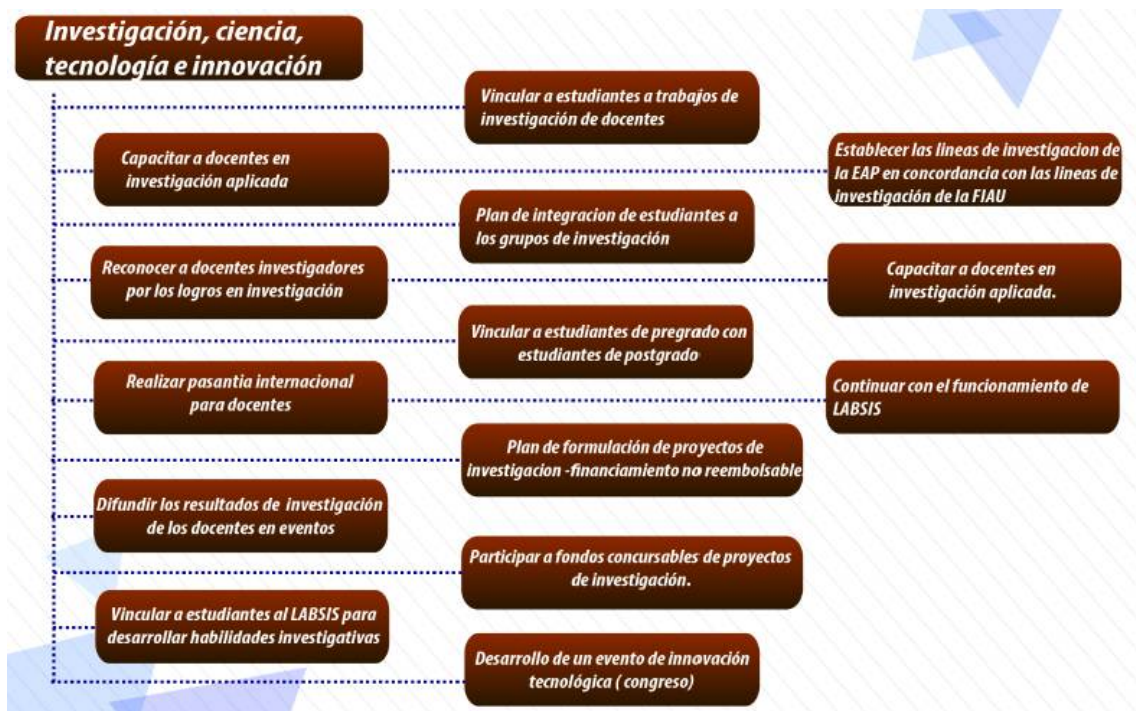 Investigación, ciencia,
tecnología e innovación
Vincular a estudiantes a trabajos de
investigación de docentes
Capacitar a docentes en
investigación aplicada
Establecer las lineas de investigacion de
la EAP en concordancia con las lineas de
investigación de la FIAU
Plan de integracion de estudiantes a
los grupos de investigación
Reconocer a docentes investigadores
por los logros en investigación
Capacitar a docentes en
investigación aplicada.
Vincular a estudiantes de pregrado con
estudiantes de postgrado
Realizar pasantia internacional
para docentes
Continuar con el funcionamiento de
LABSIS
Plan de formulación de proyectos de
investigacion -financiamiento no reembolsable
Difundir los resultados de investigación
de los docentes en eventos
Participar a fondos concursables de proyectos
de investigación.
Vincular a estudiantes al LABSIS para
desarrollar habilidades investigativas
Desarrollo de un evento de innovación
tecnológica ( congreso)